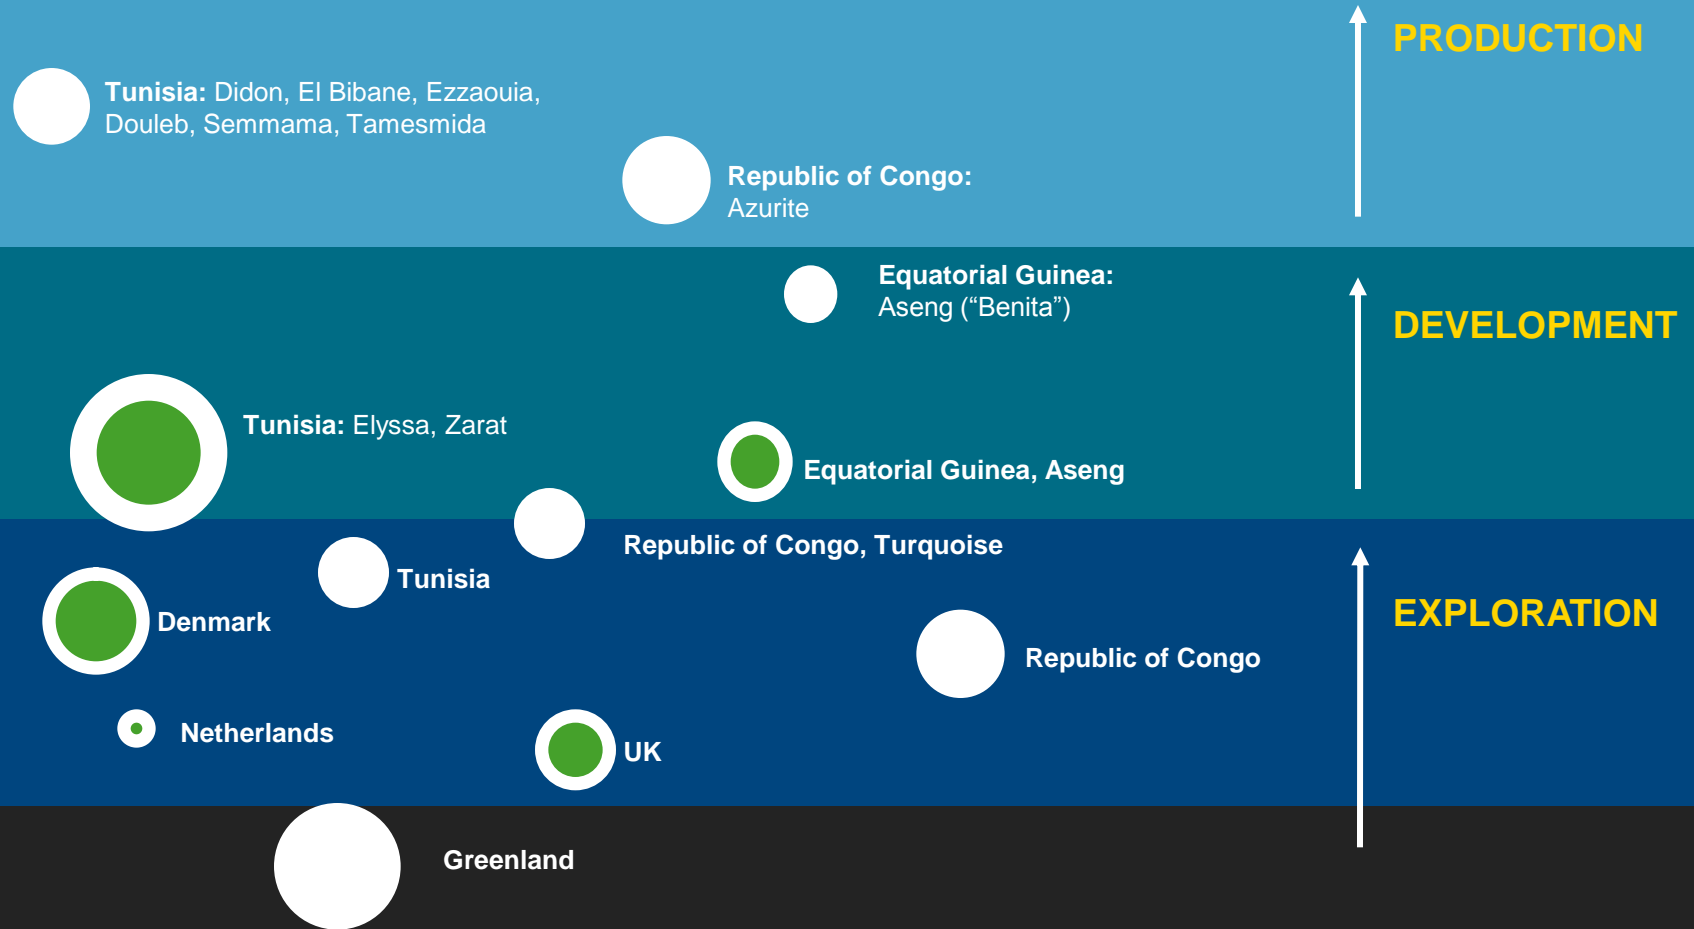 PRODUCTION
Tunisia: Didon, El Bibane, Ezzaouia,
Douleb, Semmama, Tamesmida
Republic of Congo:
Azurite
Equatorial Guinea:
Aseng (“Benita”)
DEVELOPMENT
Tunisia: Elyssa, Zarat
Equatorial Guinea, Aseng
Republic of Congo, Turquoise
Tunisia
EXPLORATION
Denmark
Republic of Congo
Netherlands
UK
Greenland